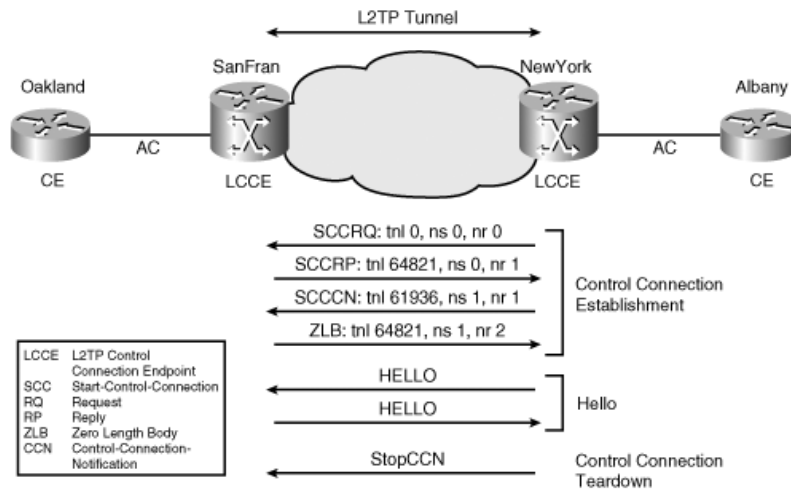 L2TP Tunnel
Oakland
SanFran
NewYork
Albany
AC
AC
CE
LCCE
LCCE
CE
SCCRQ: tnl 0, ns 0, nr 0
SCCRP: tnl 64821, ns 0, nr 1
SCCCN: tnl 61936, ns 1, nr 1
ZLB: tnl 64821, ns 1, nr 2
Control Connection
Establishment
HELLO
HELLO
Hello
StopCCN
Control Connection
Teardown
LCCE L2TP Control
Connection Endpoint
SCC Start-Control-Connection
RQ Request
RP Reply
ZLB Zero Length Body
CCN Control-Connection-
Notification